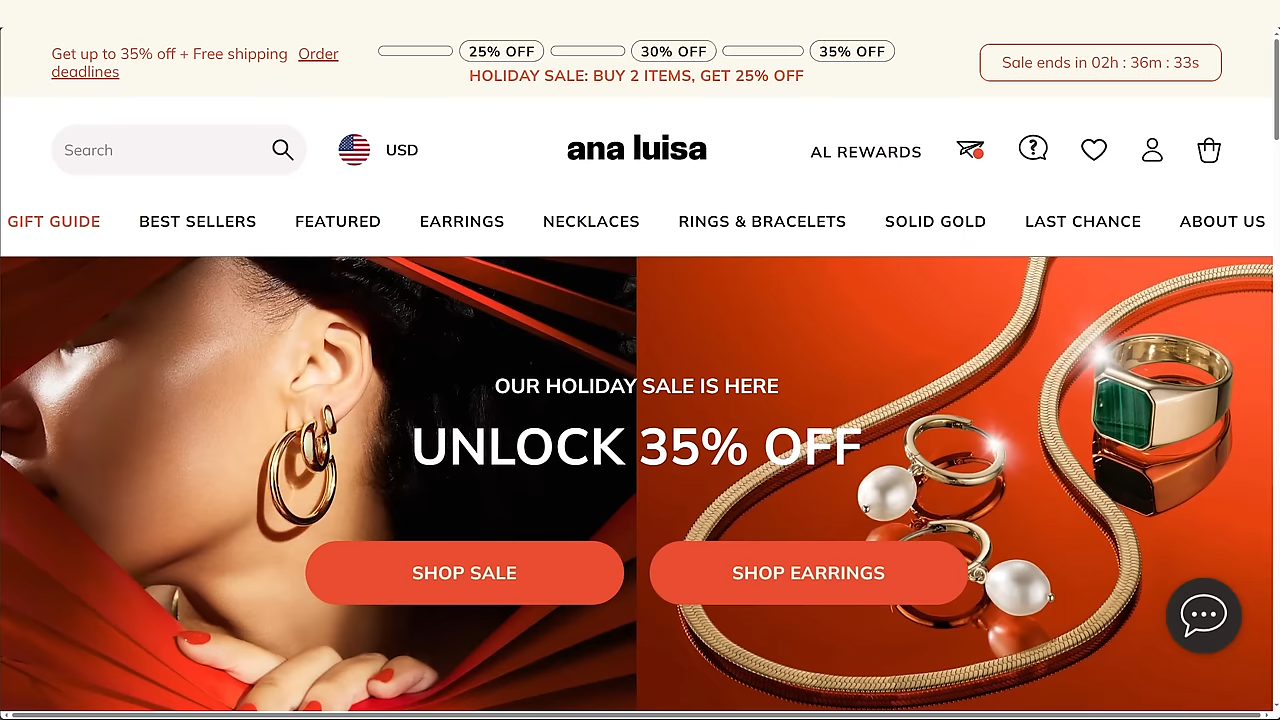 Get up to 35% off + Free shipping Order
deadlines
25% OFF 30% OFF 35% OFF
HOLIDAY SALE: BUY 2 ITEMS, GET 25% OFF
Sale ends in 02h : 36m : 33s
Search
USD
ana luisa
AL REWARDS
GIFT GUIDE BEST SELLERS FEATURED EARRINGS NECKLACES RINGS & BRACELETS SOLID GOLD LAST CHANCE ABOUT US
OUR HOLIDAY SALE IS HERE
UNLOCK 35% OFF
SHOP SALE SHOP EARRINGS